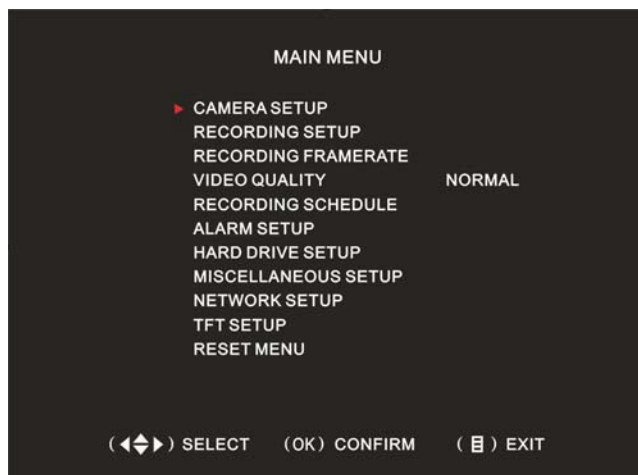 MAIN MENU
CAMERA SETUP
RECORDING SETUP
RECORDING FRAMERATE
VIDEO QUALITY NORMAL
RECORDING SCHEDULE
ALARM SETUP
HARD DRIVE SETUP
MISCELLANEOUS SETUP
NETWORK SETUP
TFT SETUP
RESET MENU
() SELECT (OK) CONFIRM () EXIT